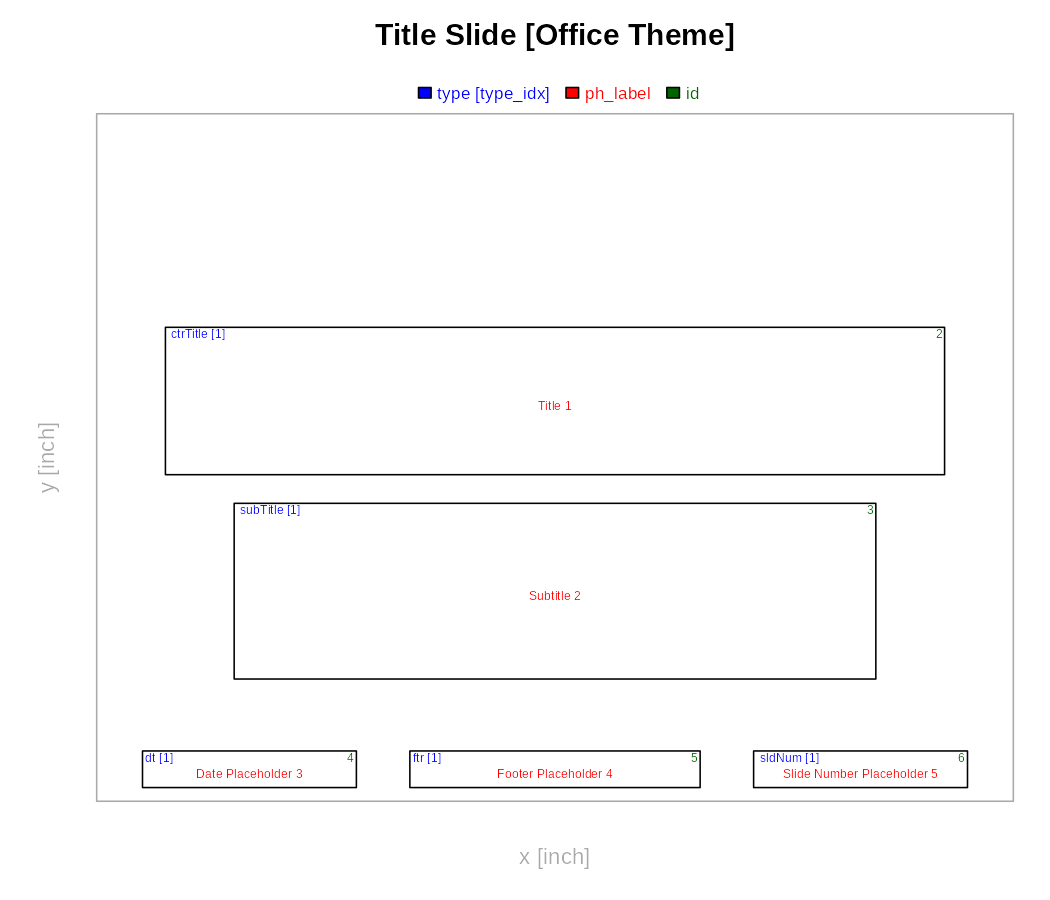 Title Slide [Office Theme]
type [type_idx] ph_label id
ctrTitle [1] 2
Title 1
y [inch]
subTitle [1] 3
Subtitle 2
dt [1] 4
Date Placeholder 3
ftr [1] 5
Footer Placeholder 4
sldNum [1] 6
Slide Number Placeholder 5
x [inch]